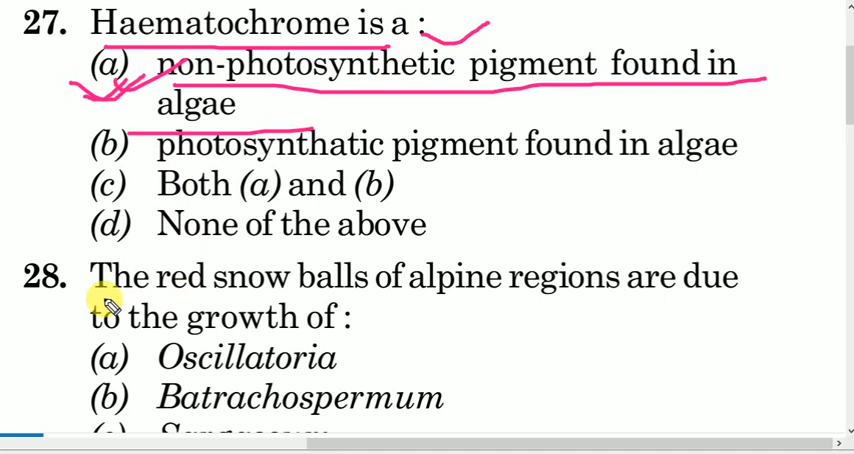 27. Haematochrome is a :
(a) non-photosynthetic pigment found in
algae
(b) photosynthatic pigment found in algae
(c) Both (a) and (b)
(d) None of the above
28. The red snow balls of alpine regions are due
to the growth of :
(a) Oscillatoria
(b) Batrachospermum